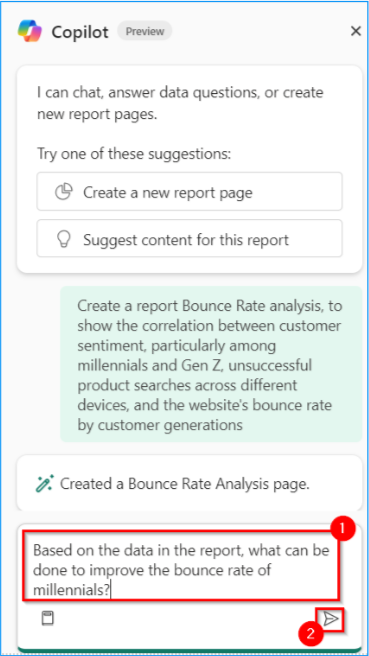 Copilot Preview
I can chat, answer data questions, or create
new report pages.
Try one of these suggestions:
Create a new report page
Suggest content for this report
Create a report Bounce Rate analysis, to
show the correlation between customer
sentiment, particularly among
millennials and Gen Z, unsuccessful
product searches across different
devices, and the website's bounce rate
by customer generations
Created a Bounce Rate Analysis page.
1
Based on the data in the report, what can be
done to improve the bounce rate of
millennials?
2